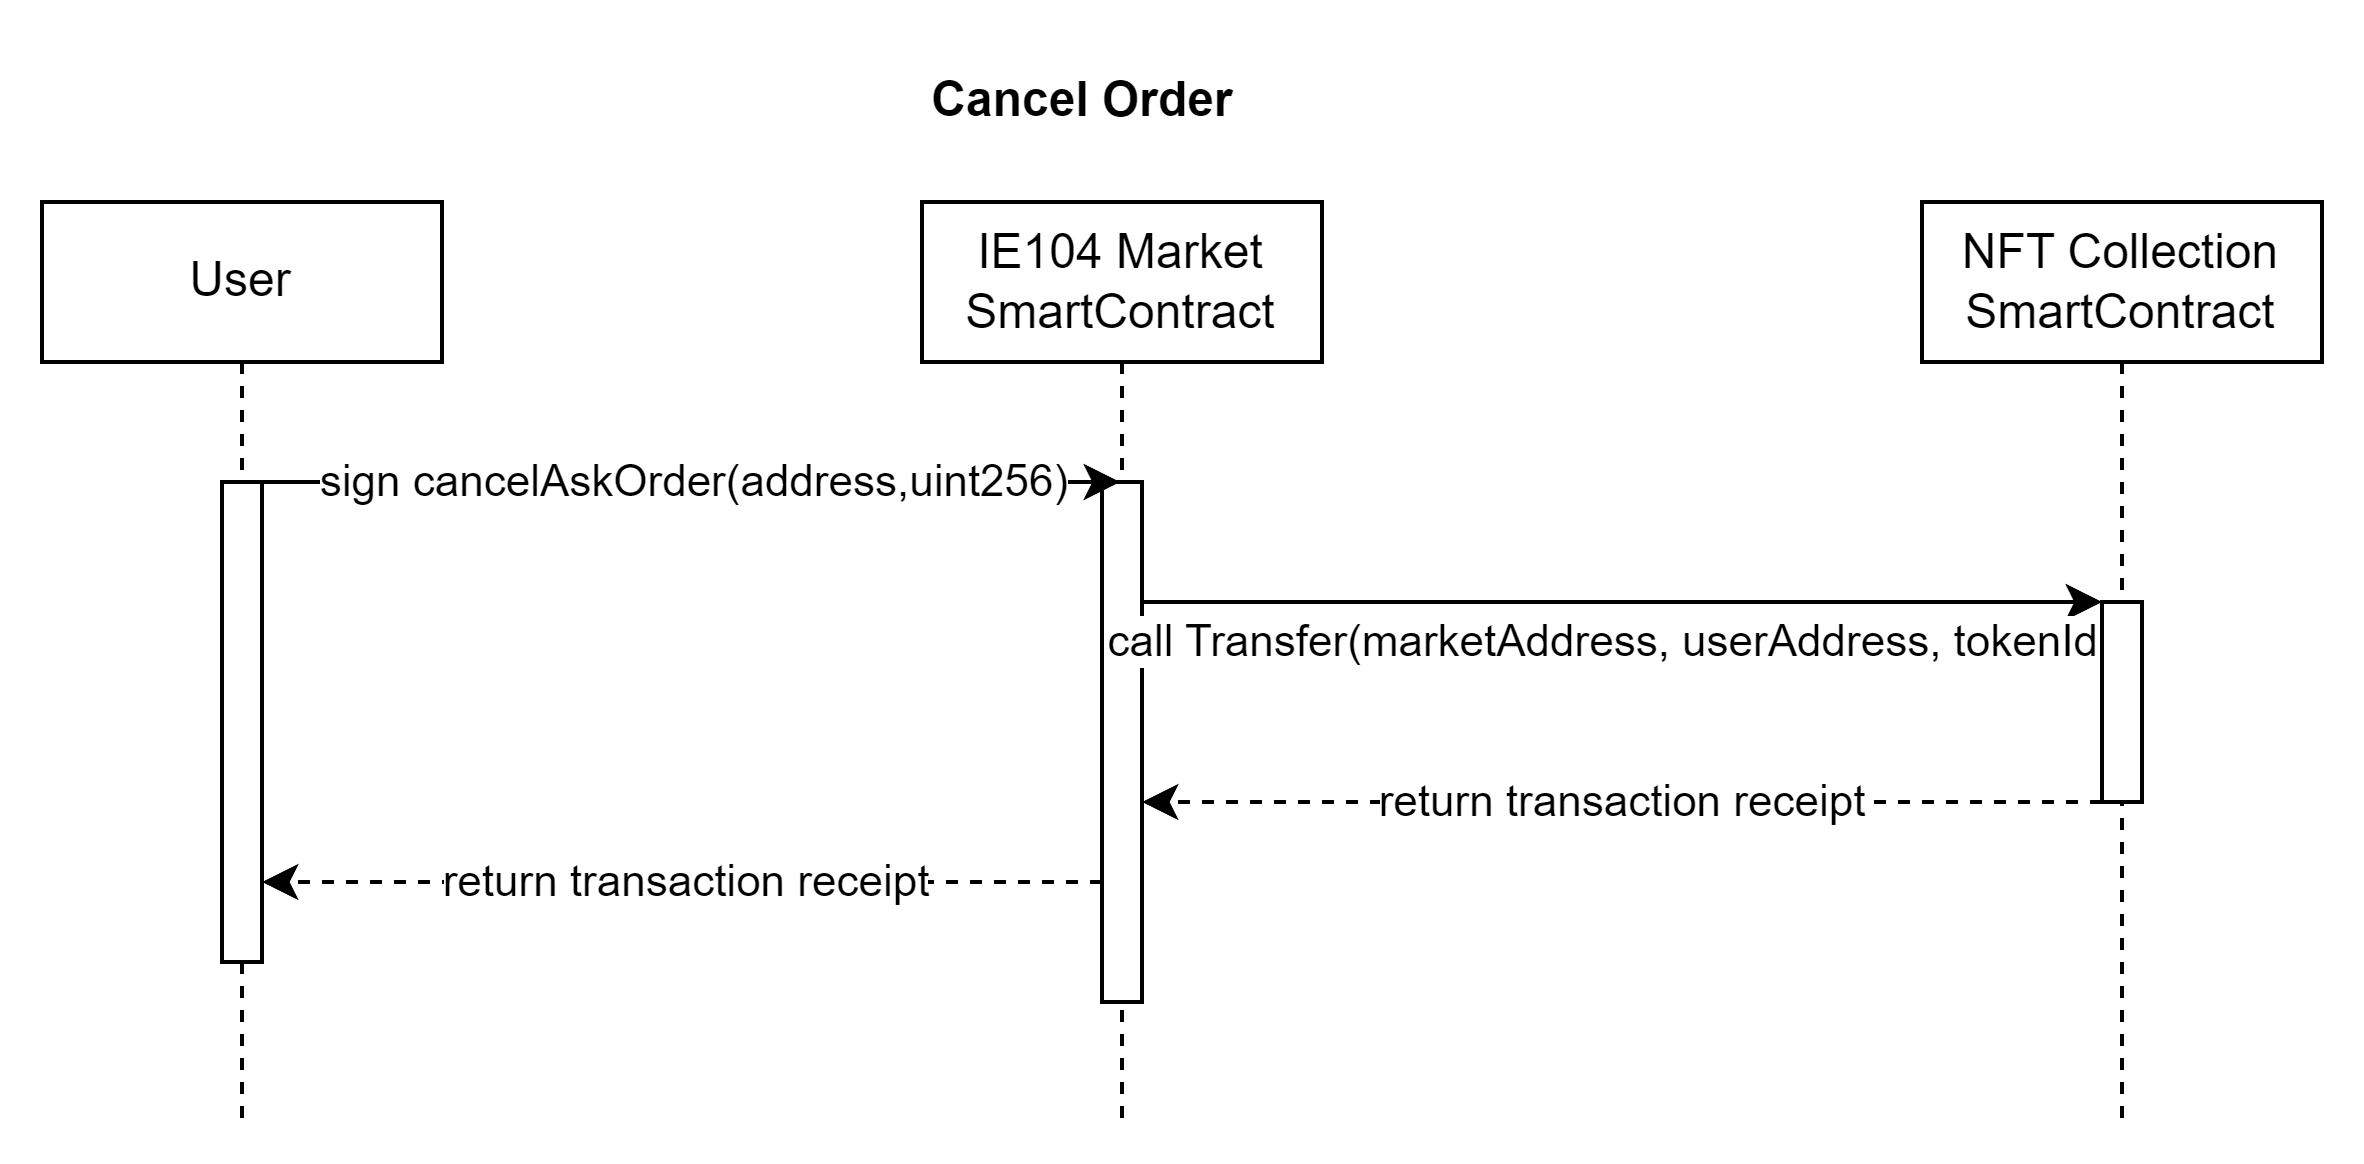 Cancel Order
User
IE104 Market
SmartContract
NFT Collection
SmartContract
sign cancelAskOrder(address,uint256)
call Transfer(marketAddress, userAddress, tokenId
return transaction receipt
return transaction receipt